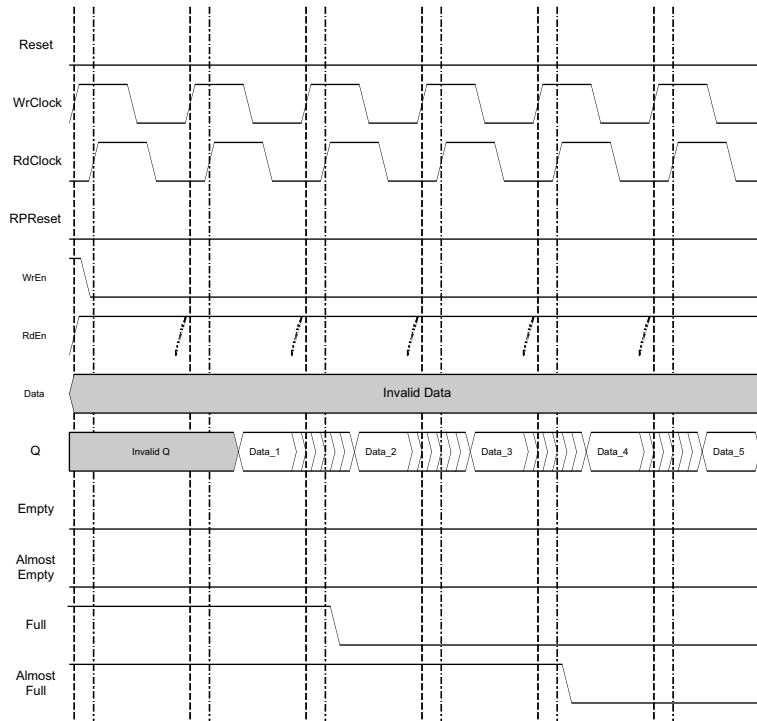 Reset
WrClock
RdClock
RPReset
WrEn
RdEn
Data
Invalid Data
Q
Invalid Q
Data_1
Data_2
Data_3
Data_4
Data_5
Empty
Almost
Empty
Full
Almost
Full